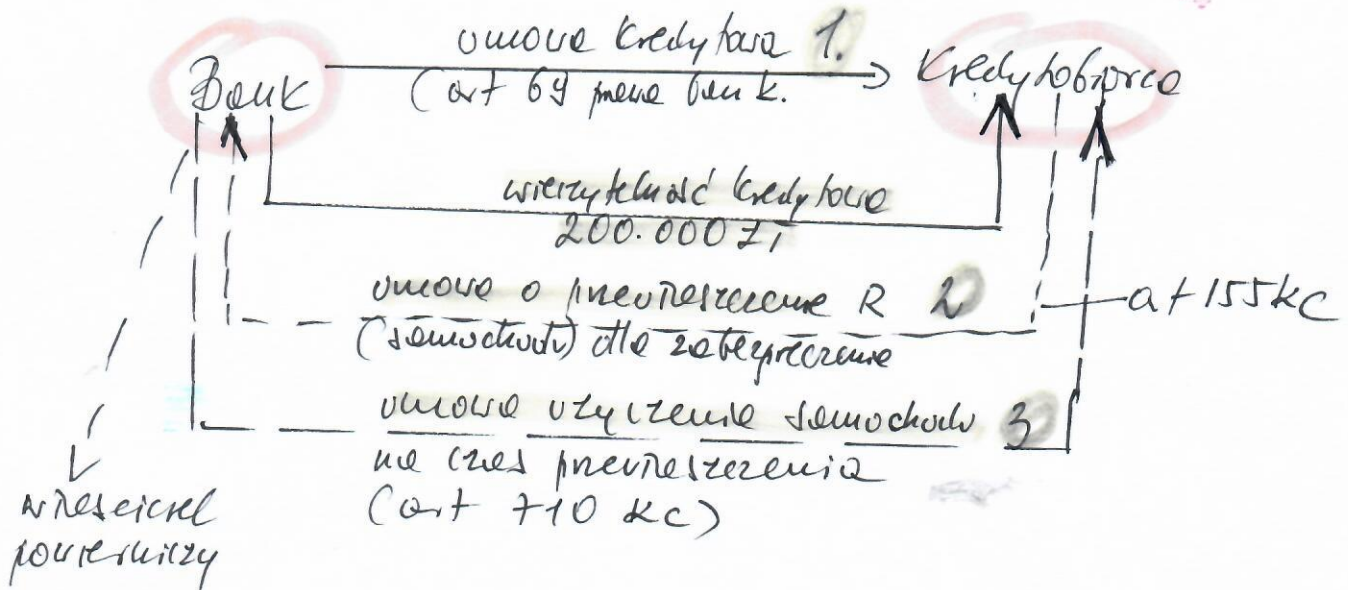 umowa kredytowa 1.
Bank
(art 69 prawa bank.
Kredytobiorca
wierzytelność kredytowa
200.000 zł
umowa o przewłaszczenie R 2
art 155 kc
(samochodu) dla zabezpieczenia
umowa użyczenia samochodu 3
na czas przewłaszczenia
(art 710 kc)
właściciel
powierniczy